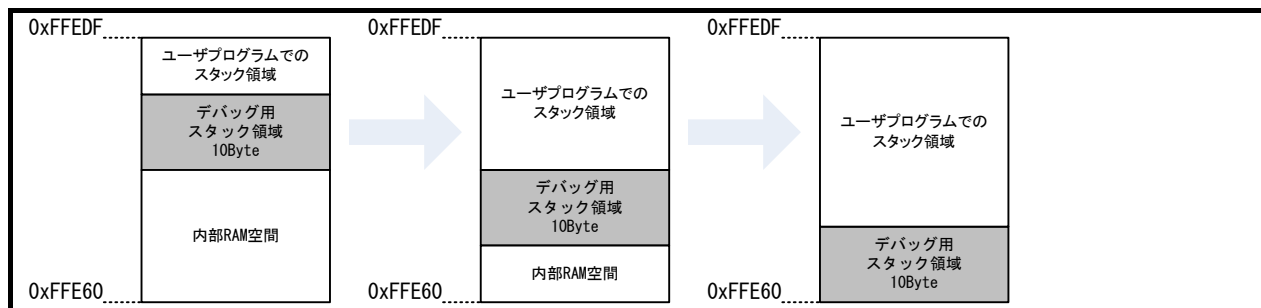 0xFFEDF
ユーザプログラムでの
スタック領域
デバッグ用
スタック領域
10Byte
内部RAM空間
0xFFE60
0xFFEDF
ユーザプログラムでの
スタック領域
デバッグ用
スタック領域
10Byte
内部RAM空間
0xFFE60
0xFFEDF
ユーザプログラムでの
スタック領域
デバッグ用
スタック領域
10Byte
0xFFE60